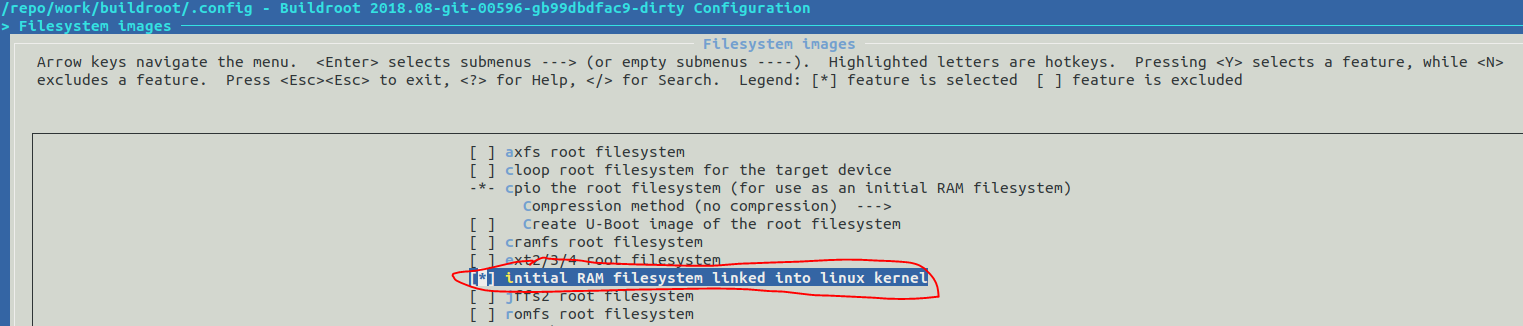 /repo/work/buildroot/.config - Buildroot 2018.08-git-00596-gb99dbdfac9-dirty Configuration
> Filesystem images
Filesystem images
Arrow keys navigate the menu.  <Enter> selects submenus ---> (or empty submenus ----).  Highlighted letters are hotkeys.  Pressing <Y> selects a feature, while <N>
excludes a feature.  Press <Esc><Esc> to exit, <?> for Help, </> for Search.  Legend: [*] feature is selected  [ ] feature is excluded
[ ] axfs root filesystem
[ ] cloop root filesystem for the target device
-*- cpio the root filesystem (for use as an initial RAM filesystem)
Compression method (no compression)  --->
[ ]   Create U-Boot image of the root filesystem
[ ] cramfs root filesystem
[ ] ext2/3/4 root filesystem
[*] initial RAM filesystem linked into linux kernel
[ ] jffs2 root filesystem
[ ] romfs root filesystem